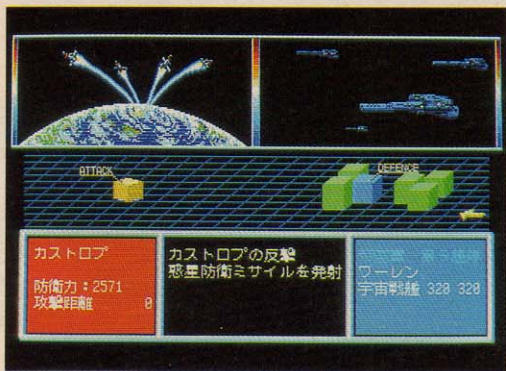 ATTACK
DEFENCE
カストロプ
防衛力：2571
攻撃距離 0
カストロプの反撃
惑星防衛ミサイルを発射
ワーレン
宇宙戦艦 320 320